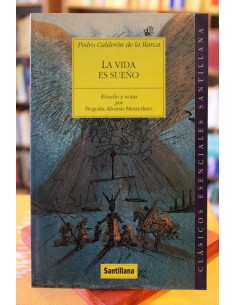 Pedro Calderón de la Barca
LA VIDA
ES SUEÑO
Estudio y notas
por
Begoña Alonso Monedero
Santillana
CLÁSICOS ESENCIALES SANTILLANA